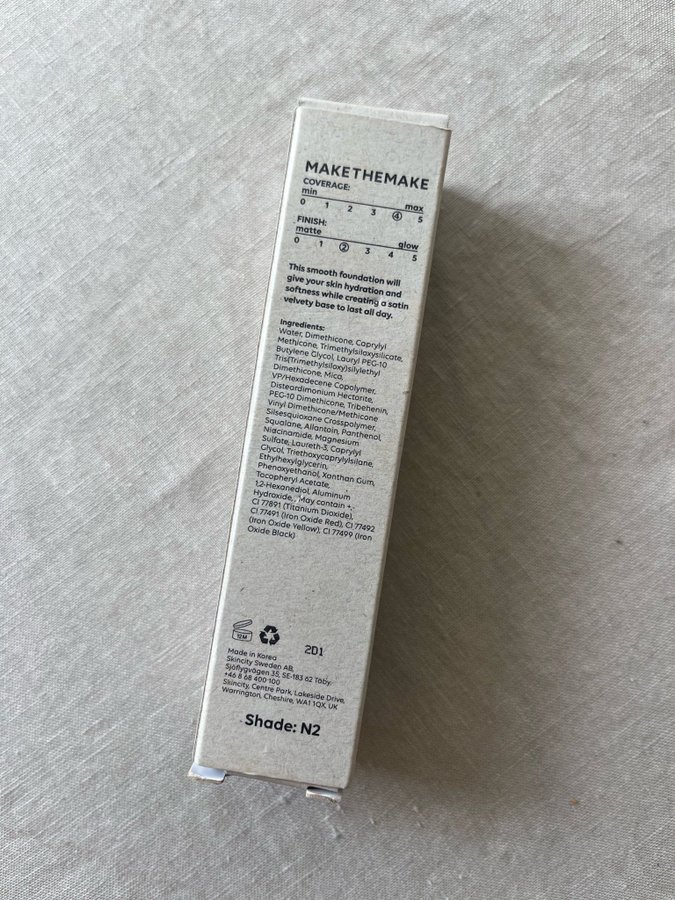 MAKETHEMAKE
COVERAGE:
min max
0 1 2 3 4 5
FINISH:
matte glow
0 1 2 3 4 5
This smooth foundation will
give your skin hydration and
softness while creating a satin
velvety base to last all day.
Ingredients:
Water, Dimethicone, Caprylyl
Methicone, Trimethylsiloxysilicate,
Butylene Glycol, Lauryl PEG-10
Tris(Trimethylsiloxy)silylethyl
Dimethicone, Mica,
VP/Hexadecene Copolymer,
Disteardimonium Hectorite,
PEG-10 Dimethicone, Tribehenin,
Vinyl Dimethicone/Methicone
Silsesquioxane Crosspolymer,
Squalane, Allantoin, Panthenol,
Niacinamide, Magnesium
Sulfate, Laureth-3, Caprylyl
Glycol, Triethoxycaprylylsilane,
Ethylhexylglycerin,
Phenoxyethanol, Xanthan Gum,
Tocopheryl Acetate,
1,2-Hexanediol, Aluminum
Hydroxide, May contain +:
CI 77891 (Titanium Dioxide),
CI 77491 (Iron Oxide Red), CI 77492
(Iron Oxide Yellow), CI 77499 (Iron
Oxide Black)
12M
2D1
Made in Korea
Skincity Sweden AB,
Sjöflygvägen 35, SE-183 62 Täby,
+46 8 68 400 100
Skincity, Centre Park, Lakeside Drive,
Warrington, Cheshire, WA1 1QX, UK
Shade: N2